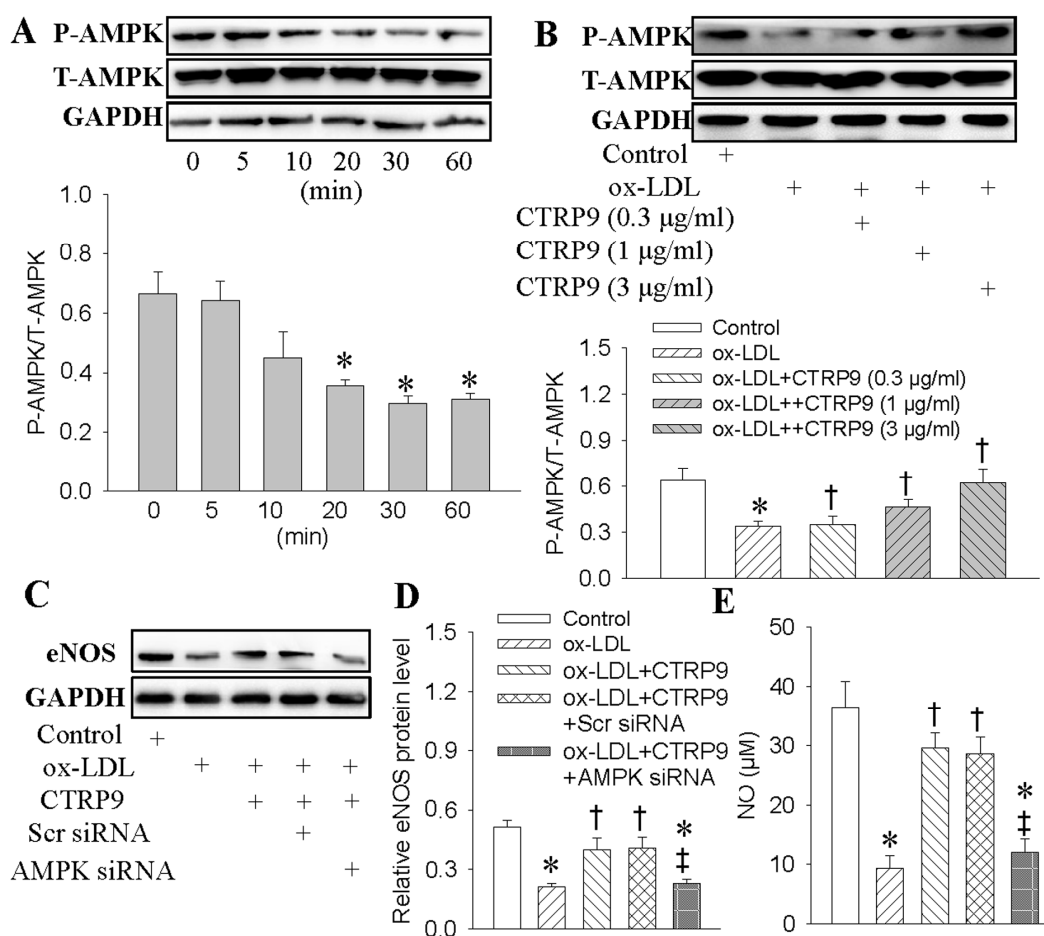 A
P-AMPK
T-AMPK
GAPDH
0 5 10 20 30 60
(min)
P-AMPK/T-AMPK
1.0
0.8
0.6
0.4
0.2
0.0
* * *
0 5 10 20 30 60
(min)
B
P-AMPK
T-AMPK
GAPDH
Control +
ox-LDL + + + +
CTRP9 (0.3 µg/ml) +
CTRP9 (1 µg/ml) +
CTRP9 (3 µg/ml) +
Control
ox-LDL
ox-LDL+CTRP9 (0.3 µg/ml)
ox-LDL++CTRP9 (1 µg/ml)
ox-LDL++CTRP9 (3 µg/ml)
P-AMPK/T-AMPK
1.5
1.2
0.9
0.6
0.3
0.0
* † † †
C
eNOS
GAPDH
Control +
ox-LDL + + + +
CTRP9 + + +
Scr siRNA +
AMPK siRNA +
D
Control
ox-LDL
ox-LDL+CTRP9
ox-LDL+CTRP9
+Scr siRNA
ox-LDL+CTRP9
+AMPK siRNA
Relative eNOS protein level
1.5
1.2
0.9
0.6
0.3
0.0
* † † *
‡
E
NO (µM)
50
40
30
20
10
0
* † † *
‡